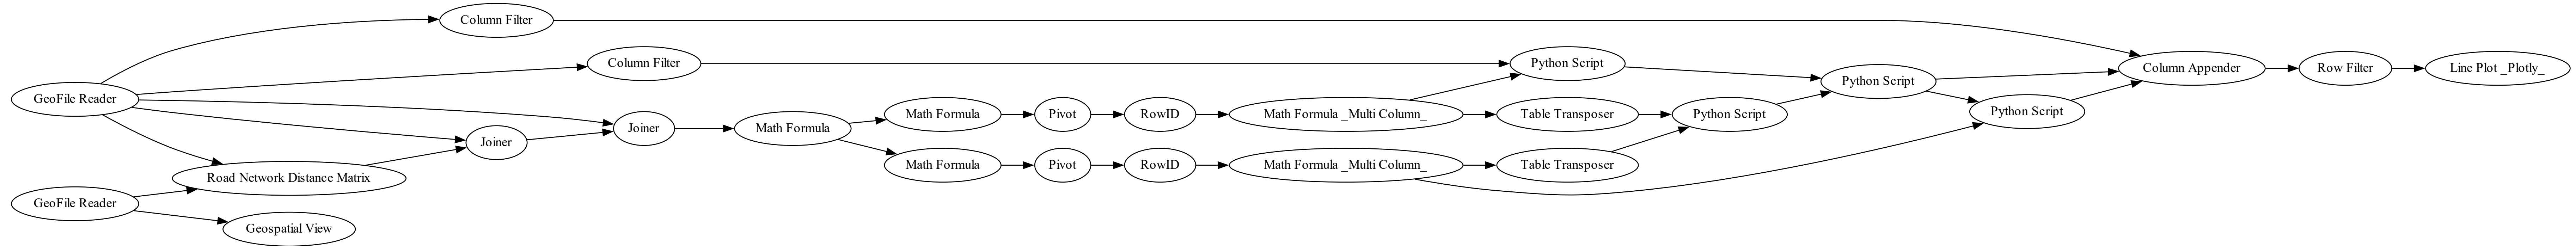 Column Filter
Column Filter
Python Script
GeoFile Reader
Column Appender
Row Filter
Line Plot _Plotly_
Python Script
Joiner
Joiner
Math Formula
Math Formula
Pivot
RowID
Math Formula _Multi Column_
Table Transposer
Python Script
Python Script
Math Formula
Pivot
RowID
Math Formula _Multi Column_
Table Transposer
Road Network Distance Matrix
GeoFile Reader
Geospatial View